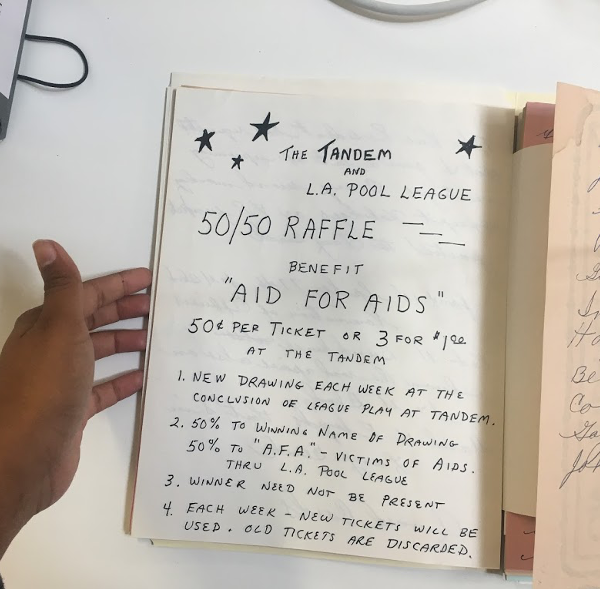 THE TANDEM
AND
L.A. POOL LEAGUE
50/50 RAFFLE
BENEFIT
"AID FOR AIDS"
50¢ PER TICKET OR 3 FOR $1.00
AT THE TANDEM
1. NEW DRAWING EACH WEEK AT THE
CONCLUSION OF LEAGUE PLAY AT TANDEM.
2. 50% TO WINNING NAME OF DRAWING
50% TO "A.F.A." - VICTIMS OF AIDS.
THRU L.A. POOL LEAGUE
3. WINNER NEED NOT BE PRESENT
4. EACH WEEK - NEW TICKETS WILL BE
USED. OLD TICKETS ARE DISCARDED.